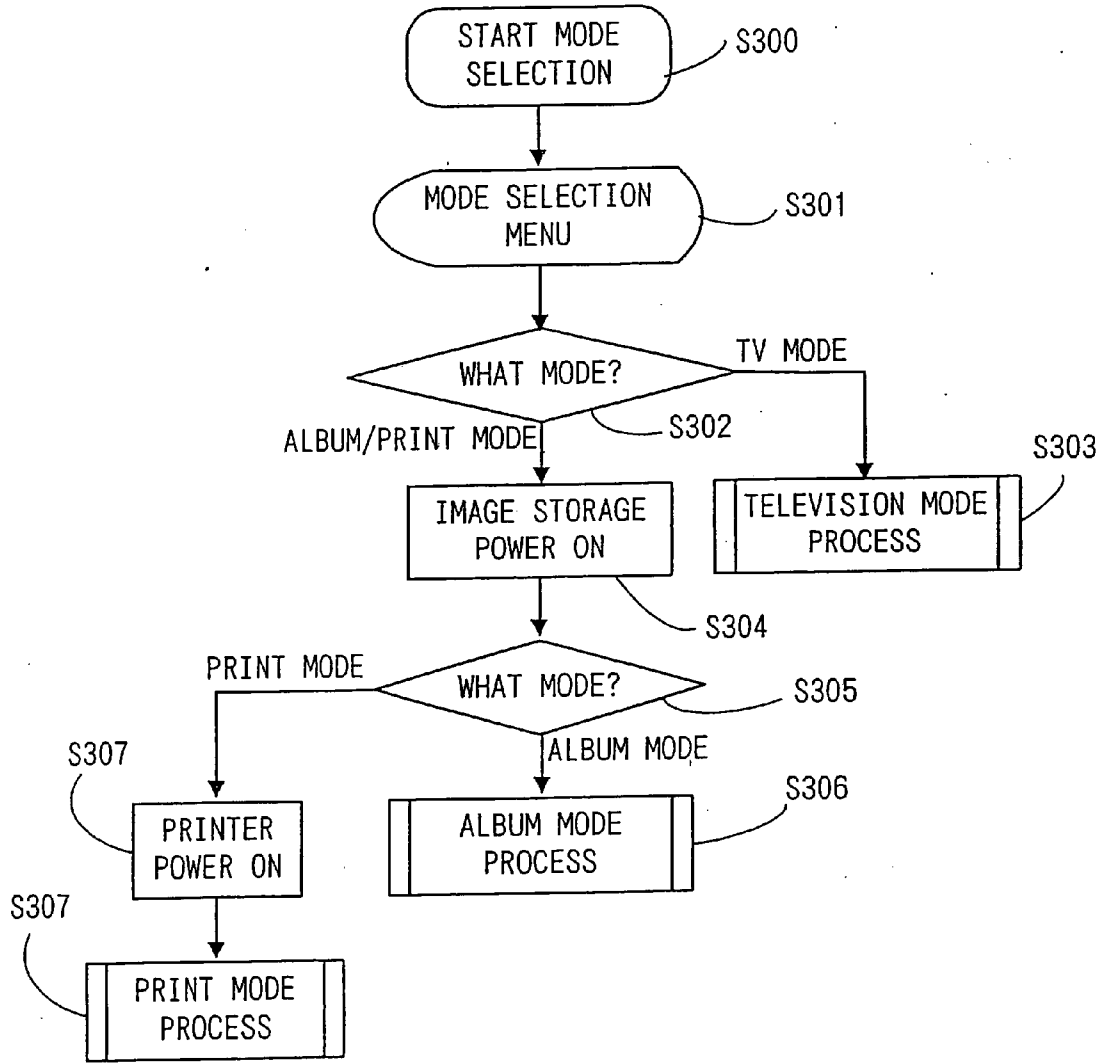 START MODE
SELECTION
S300
MODE SELECTION
MENU
S301
WHAT MODE?
TV MODE
S302
ALBUM/PRINT MODE
S303
IMAGE STORAGE
POWER ON
TELEVISION MODE
PROCESS
S304
PRINT MODE
WHAT MODE?
S305
ALBUM MODE
S307
PRINTER
POWER ON
ALBUM MODE
PROCESS
S306
S307
PRINT MODE
PROCESS